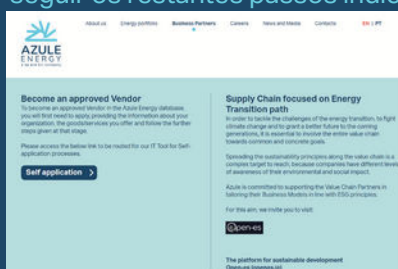 seguir os restantes passos indi
AZULE
ENERGY
About us Energy portfolio Business Partners Careers News and Media Contacts EN | PT
Become an approved Vendor
To become an approved Vendor in the Azule Energy database,
you will first need to apply, providing the information about your
organization, the goods/services you offer and follow the further
steps given at that stage.
Please access the below link to be routed for our IT Tool for Self-
application processes.
Self application >
Supply Chain focused on Energy
Transition path
In order to tackle the challenges of the energy transition, to fight
climate change and to grant a better future to the coming
generations, it is essential to involve the entire value chain
towards common and concrete goals.
Spreading the sustainability principles along the value chain is a
complex target to reach, because companies have different levels
of awareness of their environmental and social impact.
Azule is committed to supporting the Value Chain Partners in
tailoring their Business Models in line with ESG principles.
For this aim, we invite you to visit:
open-es
The platform for sustainable development